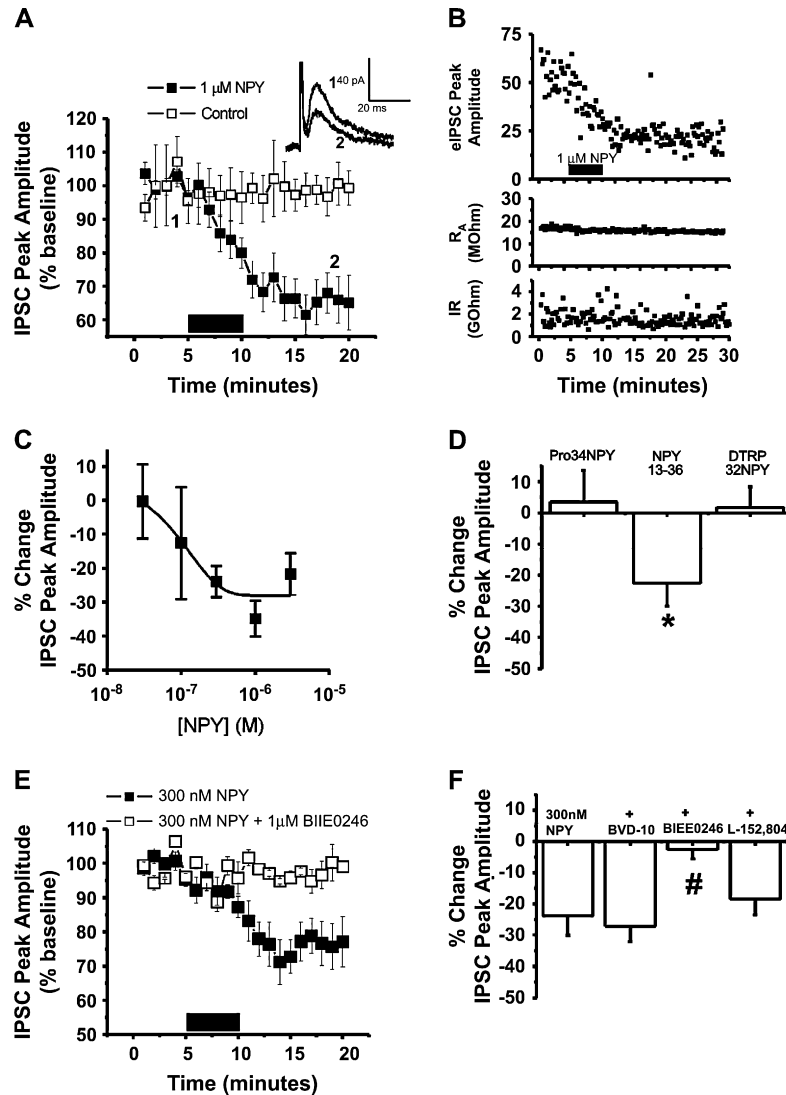 A
1 µM NPY
Control
1
40 pA
20 ms
2
IPSC Peak Amplitude
(% baseline)
120
110
100
90
80
70
60
1
2
0 5 10 15 20
Time (minutes)
B
eIPSC Peak
Amplitude
75
50
25
0
1 µM NPY
RA
(MOhm)
30
15
0
IR
(GOhm)
4
2
0
0 5 10 15 20 25 30
Time (minutes)
C
% Change
IPSC Peak Amplitude
10
0
-10
-20
-30
-40
-50
10-8 10-7 10-6 10-5
[NPY] (M)
D
Pro34NPY
NPY
13-36
DTRP
32NPY
% Change
IPSC Peak Amplitude
10
0
-10
-20
-30
-40
-50
*
E
300 nM NPY
300 nM NPY + 1µM BIIE0246
IPSC Peak Amplitude
(% baseline)
110
100
90
80
70
60
50
0 5 10 15 20
Time (minutes)
F
% Change
IPSC Peak Amplitude
10
0
-10
-20
-30
-40
-50
300nM
NPY
+
BVD-10
+
BIEE0246
+
L-152,804
#